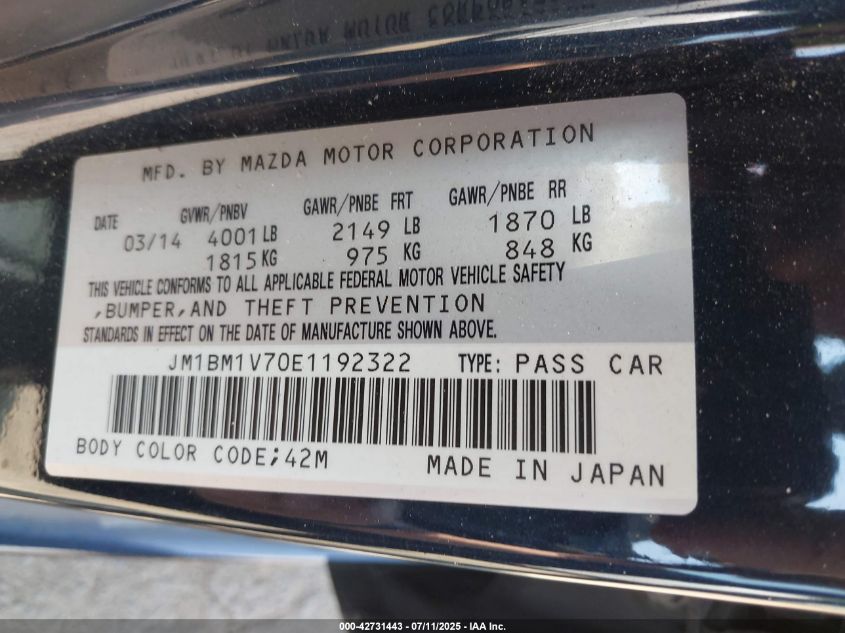 MFD. BY MAZDA MOTOR CORPORATION
DATE GVWR/PNBV GAWR/PNBE FRT GAWR/PNBE RR
03/14 4001 LB 2149 LB 1870 LB
1815 KG 975 KG 848 KG
THIS VEHICLE CONFORMS TO ALL APPLICABLE FEDERAL MOTOR VEHICLE SAFETY
,BUMPER,AND THEFT PREVENTION
STANDARDS IN EFFECT ON THE DATE OF MANUFACTURE SHOWN ABOVE.
JM1BM1V70E1192322 TYPE: PASS CAR
BODY COLOR CODE;42M MADE IN JAPAN
000-42731443 - 07/11/2025 - IAA Inc.